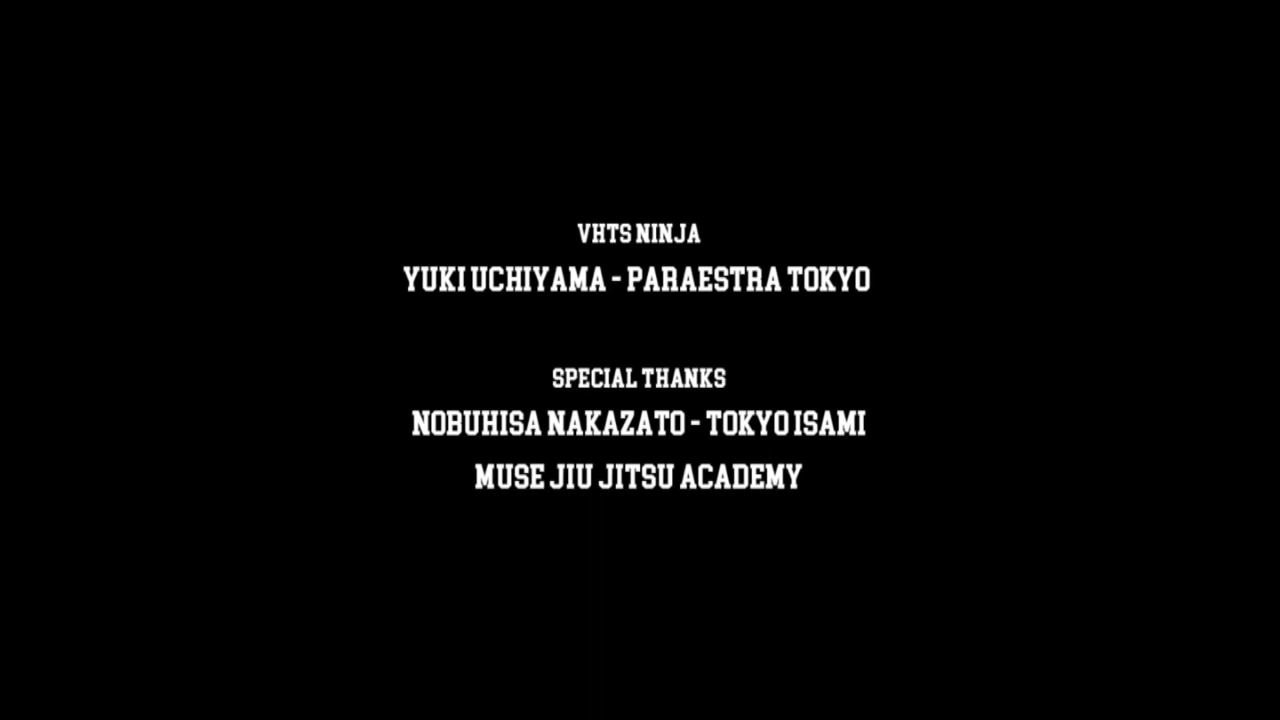 VHTS NINJA
YUKI UCHIYAMA - PARAESTRA TOKYO
SPECIAL THANKS
NOBUHISA NAKAZATO - TOKYO ISAMI
MUSE JIU JITSU ACADEMY